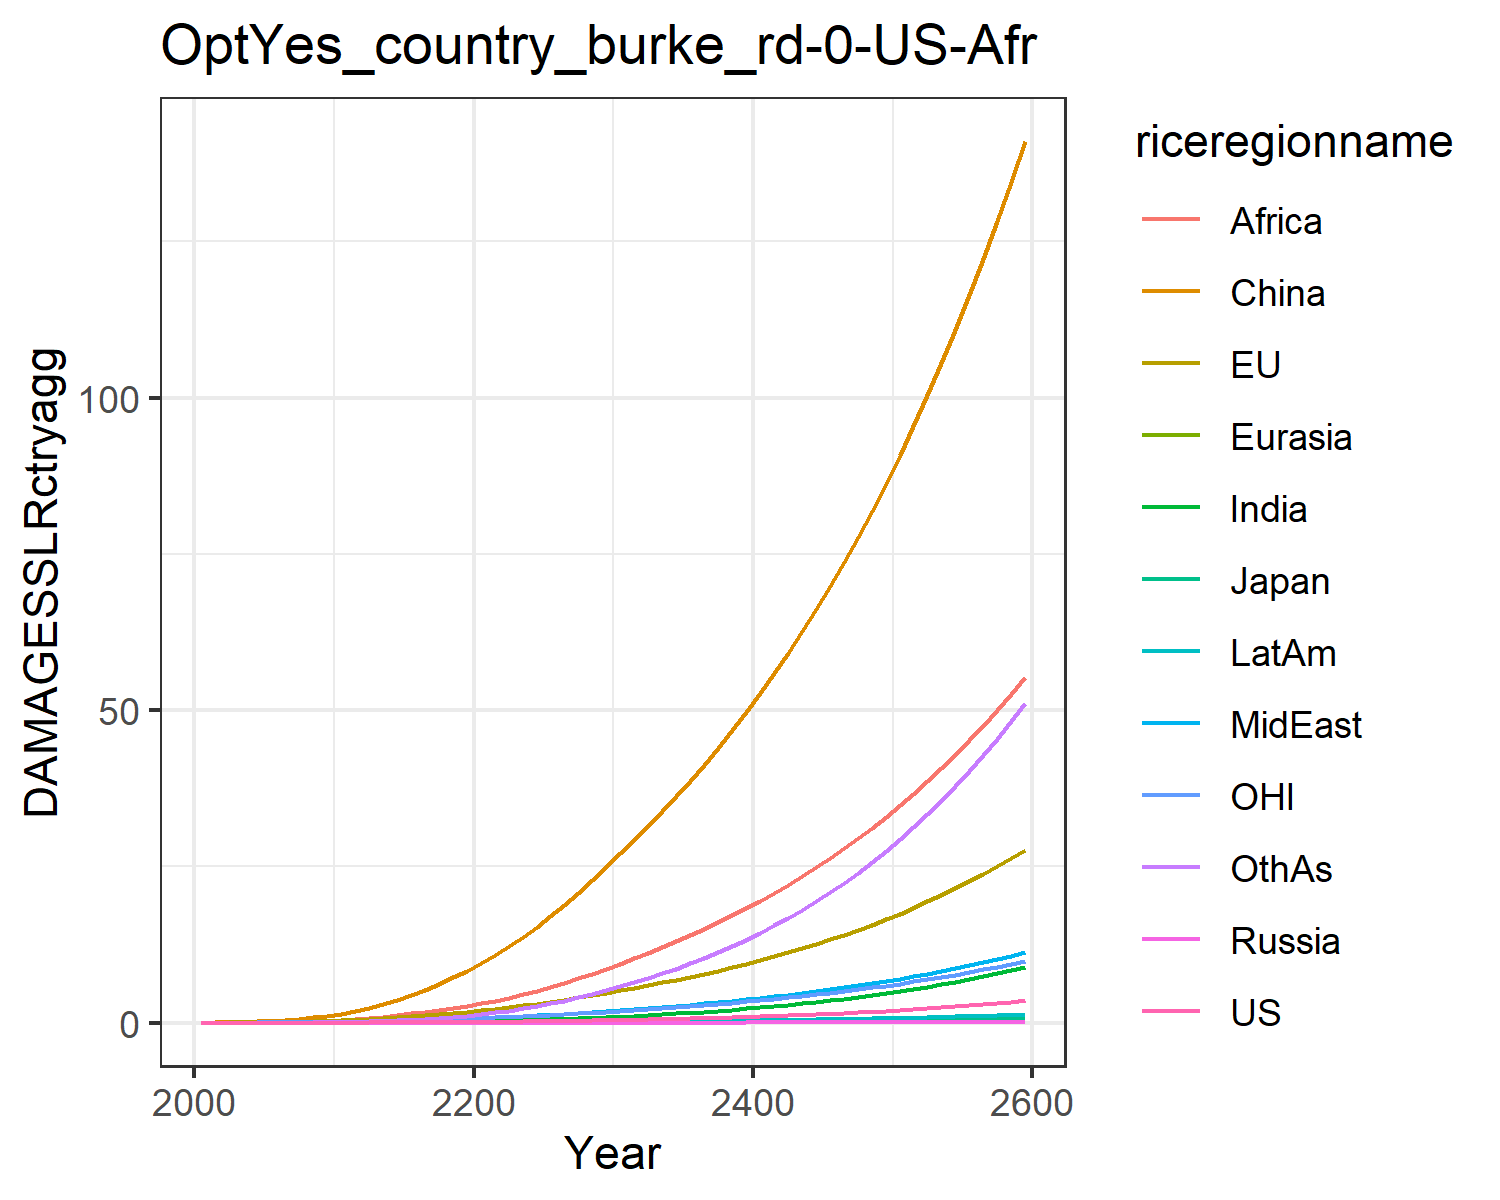 OptYes_country_burke_rd-0-US-Afr
DAMAGESSLRctryagg
100
50
0
2000
2200
2400
2600
Year
riceregionname
Africa
China
EU
Eurasia
India
Japan
LatAm
MidEast
OHI
OthAs
Russia
US